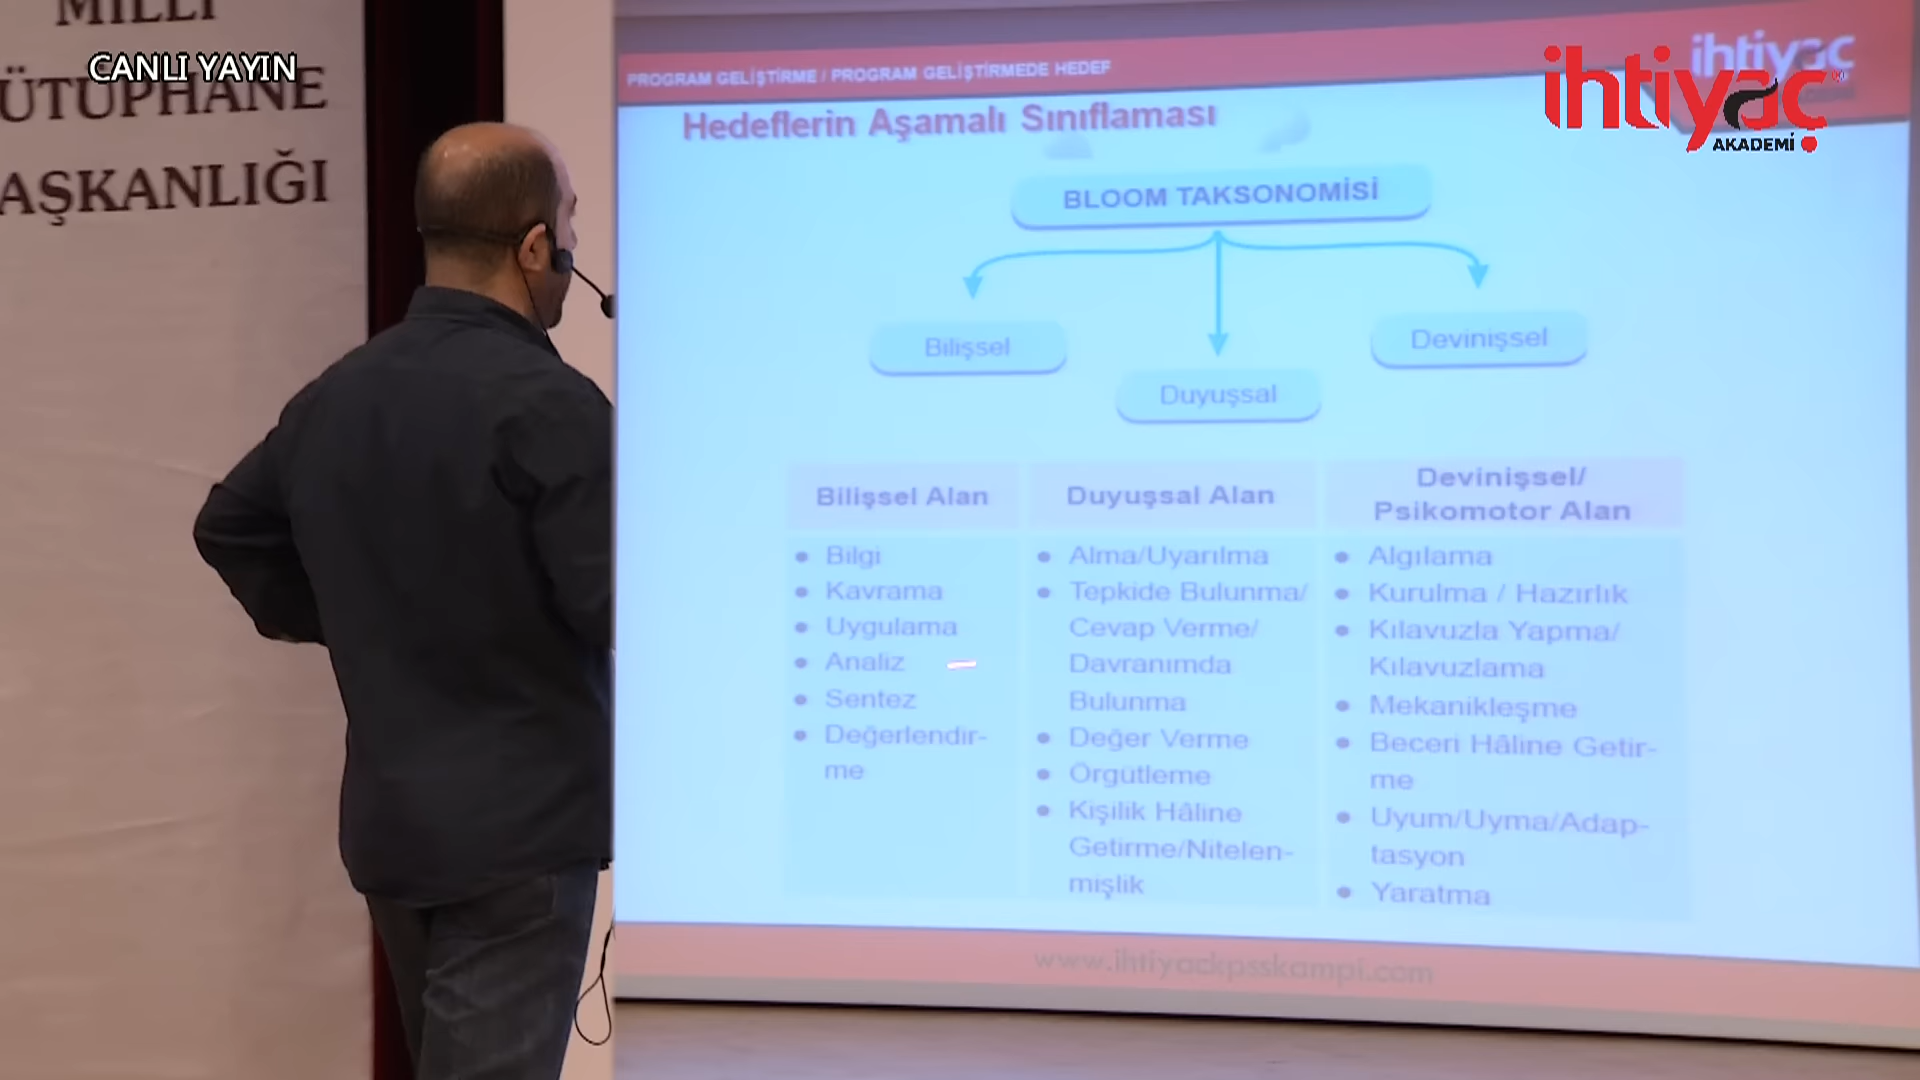 MİLLİ
ÜTÜPHANE
AŞKANLIĞI
CANLI YAYIN
PROGRAM GELİŞTİRME / PROGRAM GELİŞTİRMEDE HEDEF
ihtiyaç
ihtiyaç
AKADEMİ
Hedeflerin Aşamalı Sınıflaması
BLOOM TAKSONOMİSİ
Bilişsel
Duyuşsal
Devinişsel
Bilişsel Alan
• Bilgi
• Kavrama
• Uygulama
• Analiz
• Sentez
• Değerlendir-
me
Duyuşsal Alan
• Alma/Uyarılma
• Tepkide Bulunma/
Cevap Verme/
Davranımda
Bulunma
• Değer Verme
• Örgütleme
• Kişilik Hâline
Getirme/Nitelen-
mişlik
Devinişsel/
Psikomotor Alan
• Algılama
• Kurulma / Hazırlık
• Kılavuzla Yapma/
Kılavuzlama
• Mekanikleşme
• Beceri Hâline Getir-
me
• Uyum/Uyma/Adap-
tasyon
• Yaratma
www.ihtiyackpsskampi.com